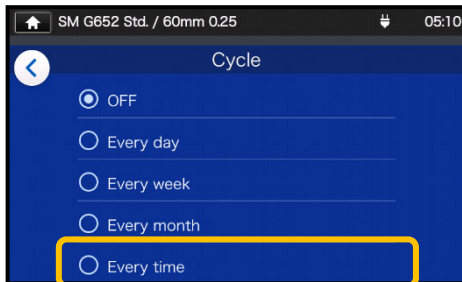 SM G652 Std. / 60mm 0.25 05:10
Cycle
OFF
Every day
Every week
Every month
Every time